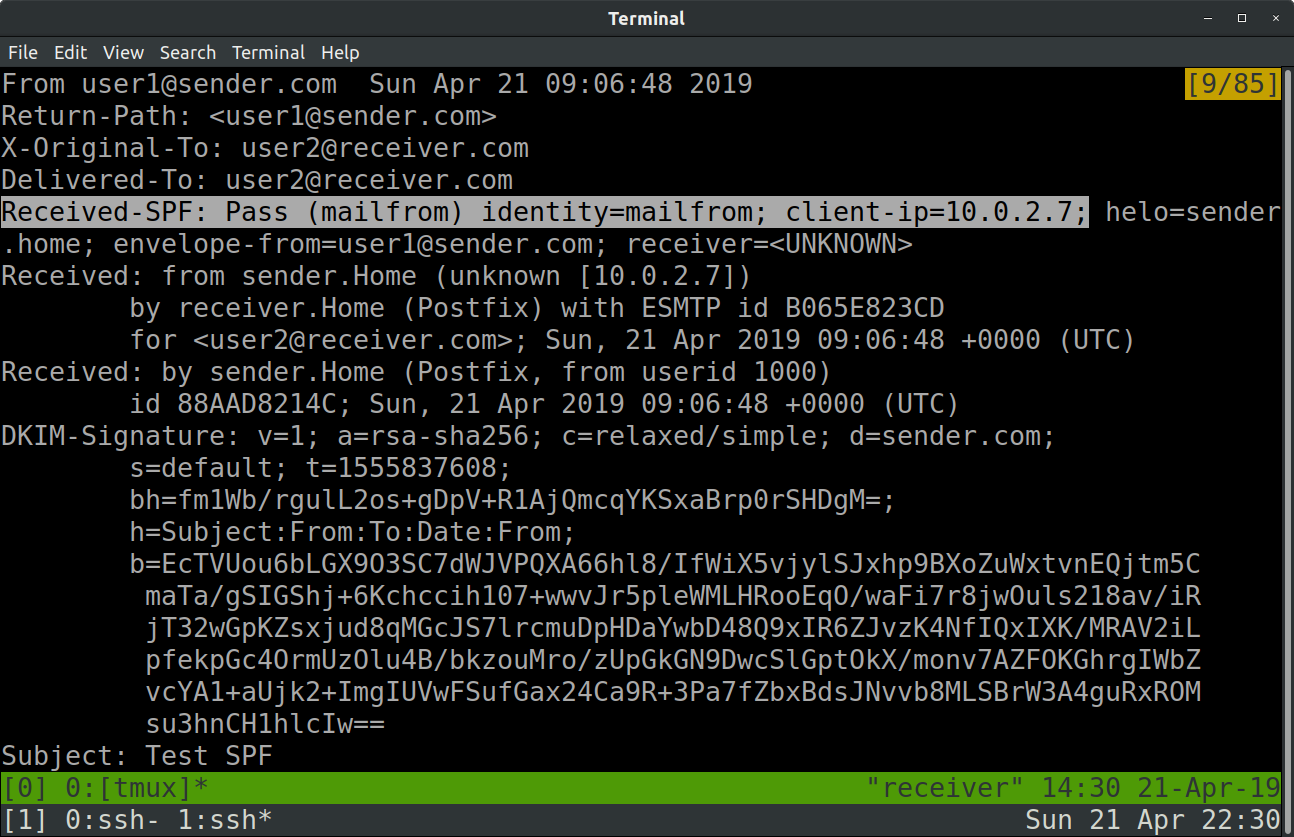 Terminal
File Edit View Search Terminal Help
From user1@sender.com  Sun Apr 21 09:06:48 2019 [9/85]
Return-Path: <user1@sender.com>
X-Original-To: user2@receiver.com
Delivered-To: user2@receiver.com
Received-SPF: Pass (mailfrom) identity=mailfrom; client-ip=10.0.2.7; helo=sender
.home; envelope-from=user1@sender.com; receiver=<UNKNOWN>
Received: from sender.Home (unknown [10.0.2.7])
        by receiver.Home (Postfix) with ESMTP id B065E823CD
        for <user2@receiver.com>; Sun, 21 Apr 2019 09:06:48 +0000 (UTC)
Received: by sender.Home (Postfix, from userid 1000)
        id 88AAD8214C; Sun, 21 Apr 2019 09:06:48 +0000 (UTC)
DKIM-Signature: v=1; a=rsa-sha256; c=relaxed/simple; d=sender.com;
        s=default; t=1555837608;
        bh=fm1Wb/rgulL2os+gDpV+R1AjQmcqYKSxaBrp0rSHDgM=;
        h=Subject:From:To:Date:From;
        b=EcTVUou6bLGX9O3SC7dWJVPQXA66hl8/IfWiX5vjylSJxhp9BXoZuWxtvnEQjtm5C
         maTa/gSIGShj+6Kchccih107+wwvJr5pleWMLHRooEqO/waFi7r8jwOuls218av/iR
         jT32wGpKZsxjud8qMGcJS7lrcmuDpHDaYwbD48Q9xIR6ZJvzK4NfIQxIXK/MRAV2iL
         pfekpGc4OrmUzOlu4B/bkzouMro/zUpGkGN9DwcSlGptOkX/monv7AZFOKGhrgIWbZ
         vcYA1+aUjk2+ImgIUVwFSufGax24Ca9R+3Pa7fZbxBdsJNvvb8MLSBrW3A4guRxROM
         su3hnCH1hlcIw==
Subject: Test SPF
[0] 0:[tmux]* "receiver" 14:30 21-Apr-19
[1] 0:ssh- 1:ssh* Sun 21 Apr 22:30